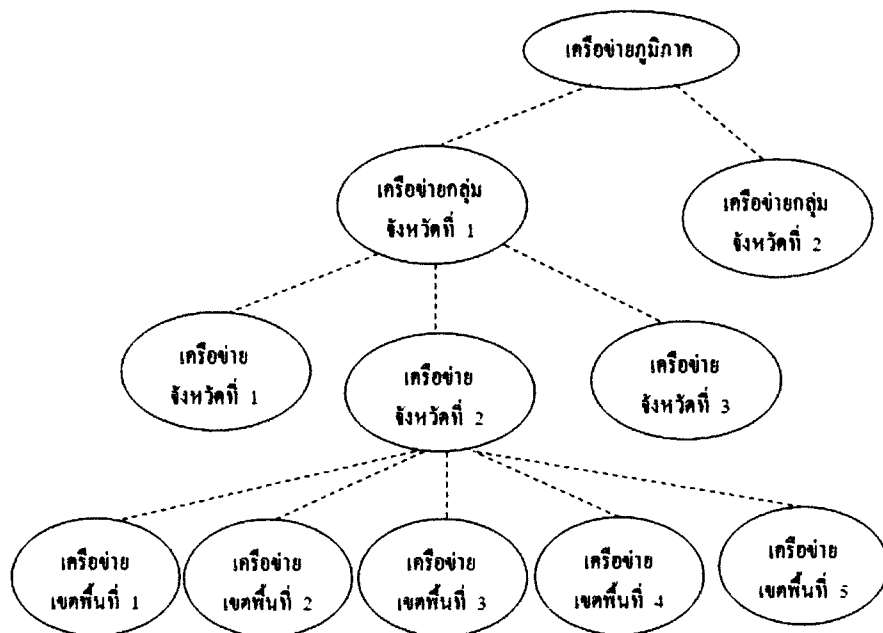 เครือข่ายภูมิภาค
เครือข่ายกลุ่ม
จังหวัดที่ 1
เครือข่ายกลุ่ม
จังหวัดที่ 2
เครือข่าย
จังหวัดที่ 1
เครือข่าย
จังหวัดที่ 2
เครือข่าย
จังหวัดที่ 3
เครือข่าย
เขตพื้นที่ 1
เครือข่าย
เขตพื้นที่ 2
เครือข่าย
เขตพื้นที่ 3
เครือข่าย
เขตพื้นที่ 4
เครือข่าย
เขตพื้นที่ 5